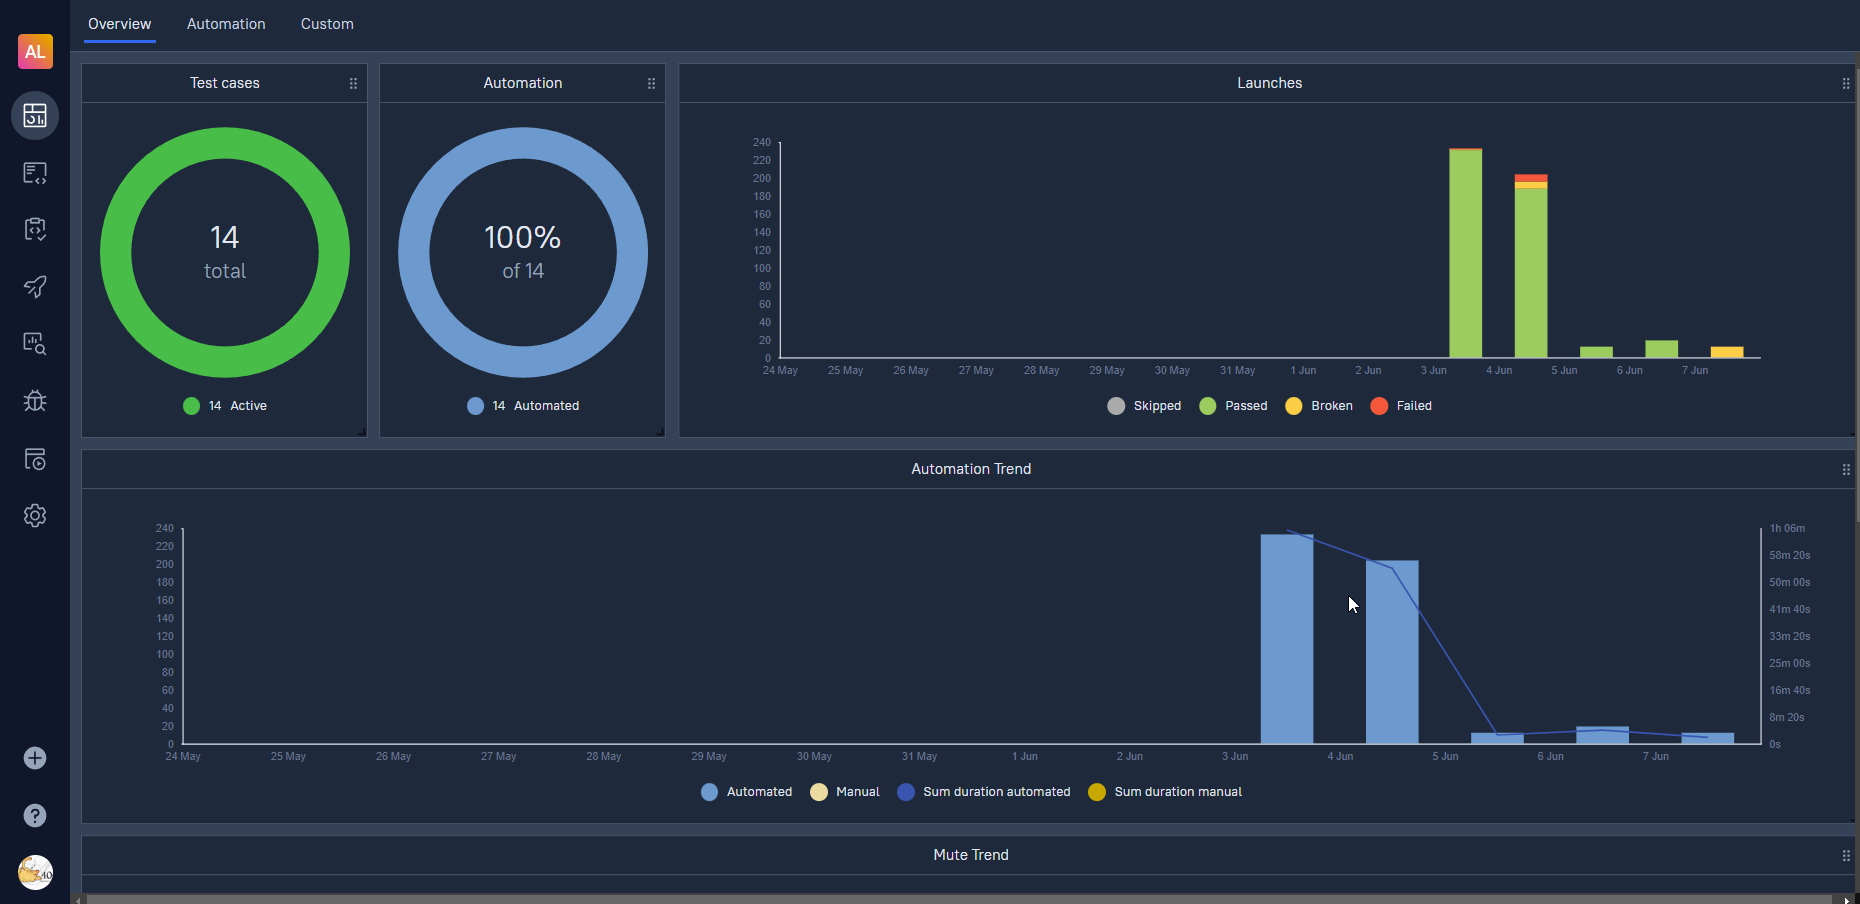 AL
Overview
Automation
Custom
Test cases
14
total
14 Active
Automation
100%
of 14
14 Automated
Launches
240
220
200
180
160
140
120
100
80
60
40
20
0
24 May 25 May 26 May 27 May 28 May 29 May 30 May 31 May 1 Jun 2 Jun 3 Jun 4 Jun 5 Jun 6 Jun 7 Jun
Skipped Passed Broken Failed
Automation Trend
240
220
200
180
160
140
120
100
80
60
40
20
0
1h 06m
58m 20s
50m 00s
41m 40s
33m 20s
25m 00s
16m 40s
8m 20s
0s
24 May 25 May 26 May 27 May 28 May 29 May 30 May 31 May 1 Jun 2 Jun 3 Jun 4 Jun 5 Jun 6 Jun 7 Jun
Automated Manual Sum duration automated Sum duration manual
Mute Trend
?
40